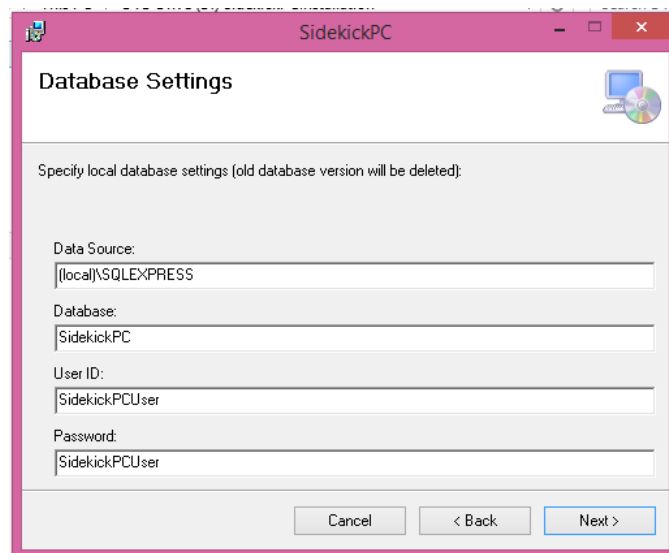 SidekickPC
Database Settings
Specify local database settings (old database version will be deleted):
Data Source:
(local)\SQLEXPRESS
Database:
SidekickPC
User ID:
SidekickPCUser
Password:
SidekickPCUser
Cancel
< Back
Next >